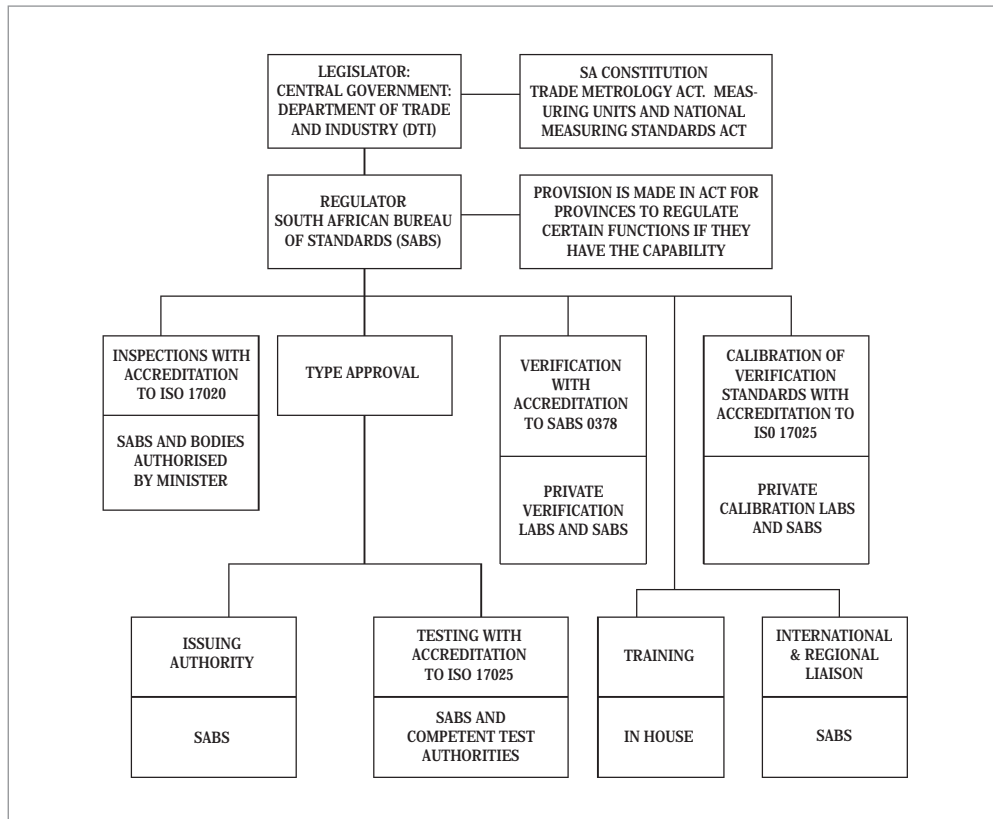 LEGISLATOR:
CENTRAL GOVERNMENT:
DEPARTMENT OF TRADE
AND INDUSTRY (DTI)
SA CONSTITUTION
TRADE METROLOGY ACT. MEAS-
URING UNITS AND NATIONAL
MEASURING STANDARDS ACT
REGULATOR
SOUTH AFRICAN BUREAU
OF STANDARDS (SABS)
PROVISION IS MADE IN ACT FOR
PROVINCES TO REGULATE
CERTAIN FUNCTIONS IF THEY
HAVE THE CAPABILITY
INSPECTIONS WITH
ACCREDITATION
TO ISO 17020
SABS AND BODIES
AUTHORISED
BY MINISTER
TYPE APPROVAL
VERIFICATION
WITH
ACCREDITATION
TO SABS 0378
PRIVATE
VERIFICATION
LABS AND SABS
CALIBRATION OF
VERIFICATION
STANDARDS WITH
ACCREDITATION TO
IS0 17025
PRIVATE
CALIBRATION LABS
AND SABS
ISSUING
AUTHORITY
SABS
TESTING WITH
ACCREDITATION
TO ISO 17025
SABS AND
COMPETENT TEST
AUTHORITIES
TRAINING
IN HOUSE
INTERNATIONAL
& REGIONAL
LIAISON
SABS